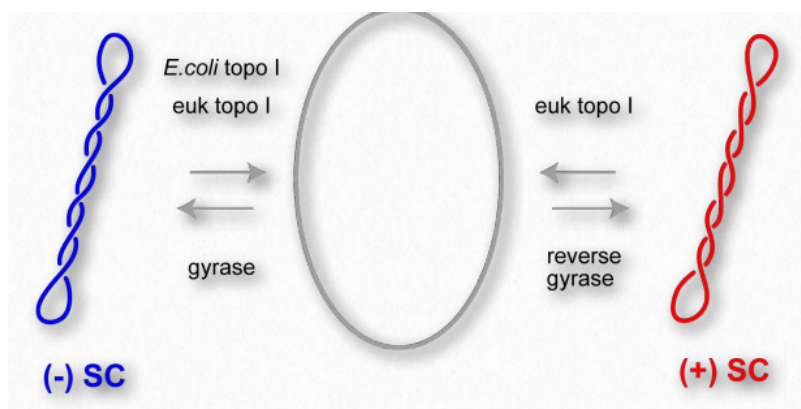 E.coli topo I
euk topo I
gyrase
(-) SC
euk topo I
reverse
gyrase
(+) SC